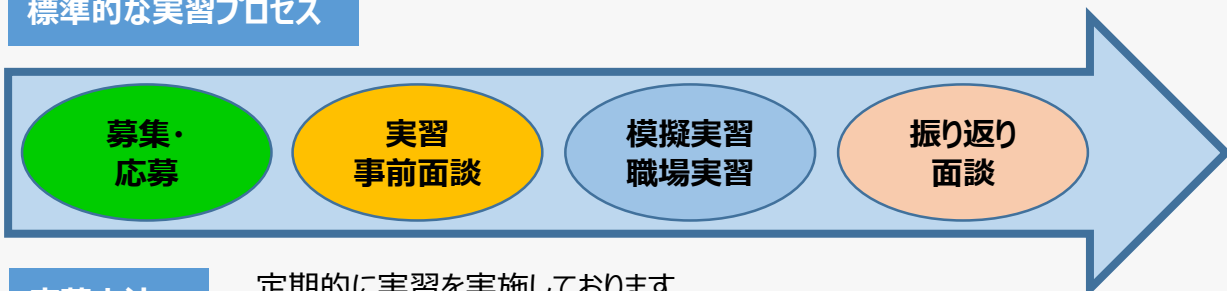 標準的な実習プロセス
募集・
応募
実習
事前面談
模擬実習
職場実習
振り返り
面談
定期的に実習を実施しております